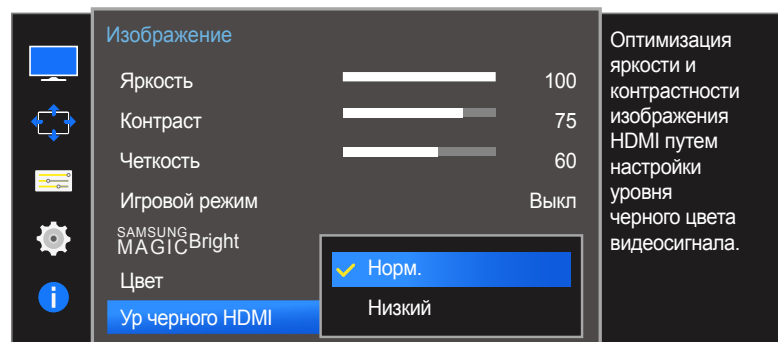 Изображение
Яркость 100
Контраст 75
Четкость 60
Игровой режим Выкл
SAMSUNG
MAGICBright
Цвет
Ур черного HDMI
Норм.
Низкий
Оптимизация
яркости и
контрастности
изображения
HDMI путем
настройки
уровня
черного цвета
видеосигнала.